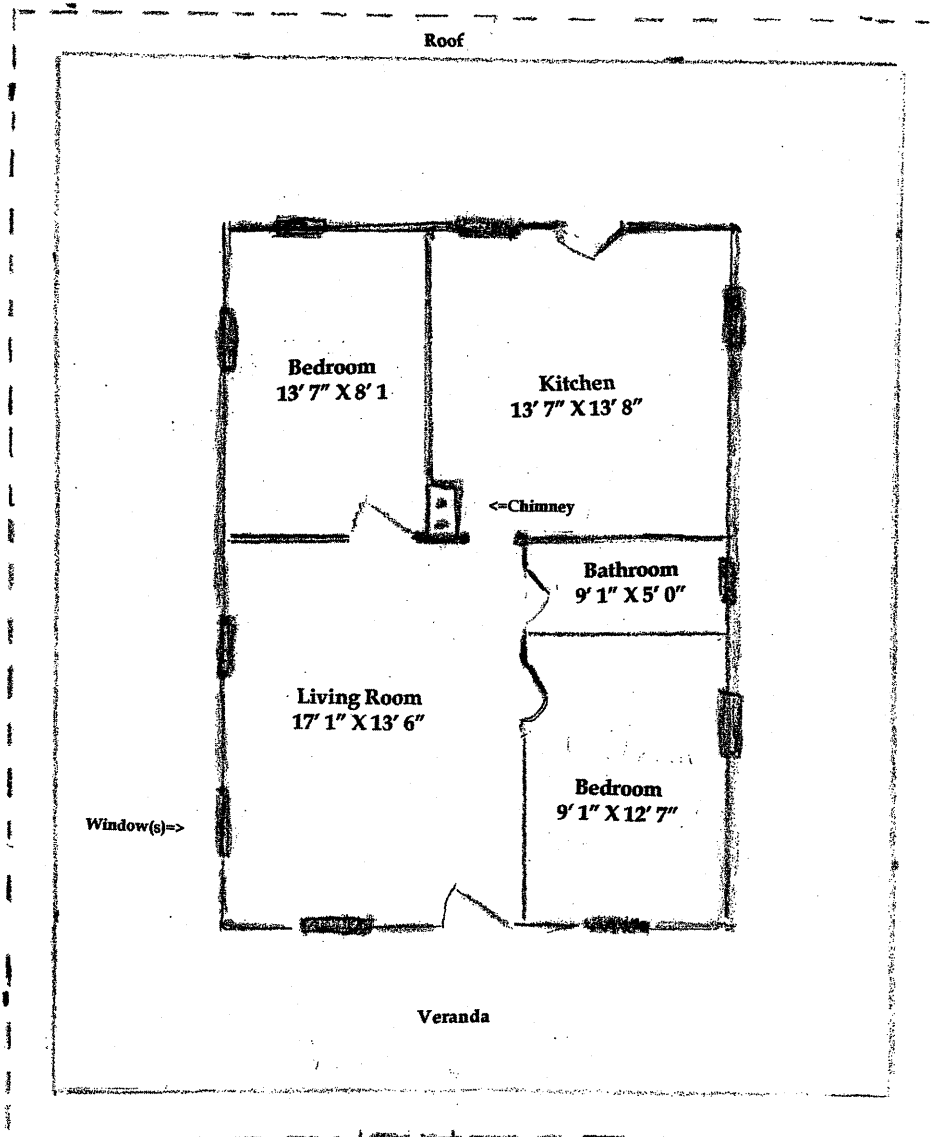 Roof
Bedroom
13′ 7″ X 8′ 1
Kitchen
13′ 7″ X 13′ 8″
<=Chimney
Bathroom
9′ 1″ X 5′ 0″
Living Room
17′ 1″ X 13′ 6″
Bedroom
9′ 1″ X 12′ 7″
Window(s)=>
Veranda